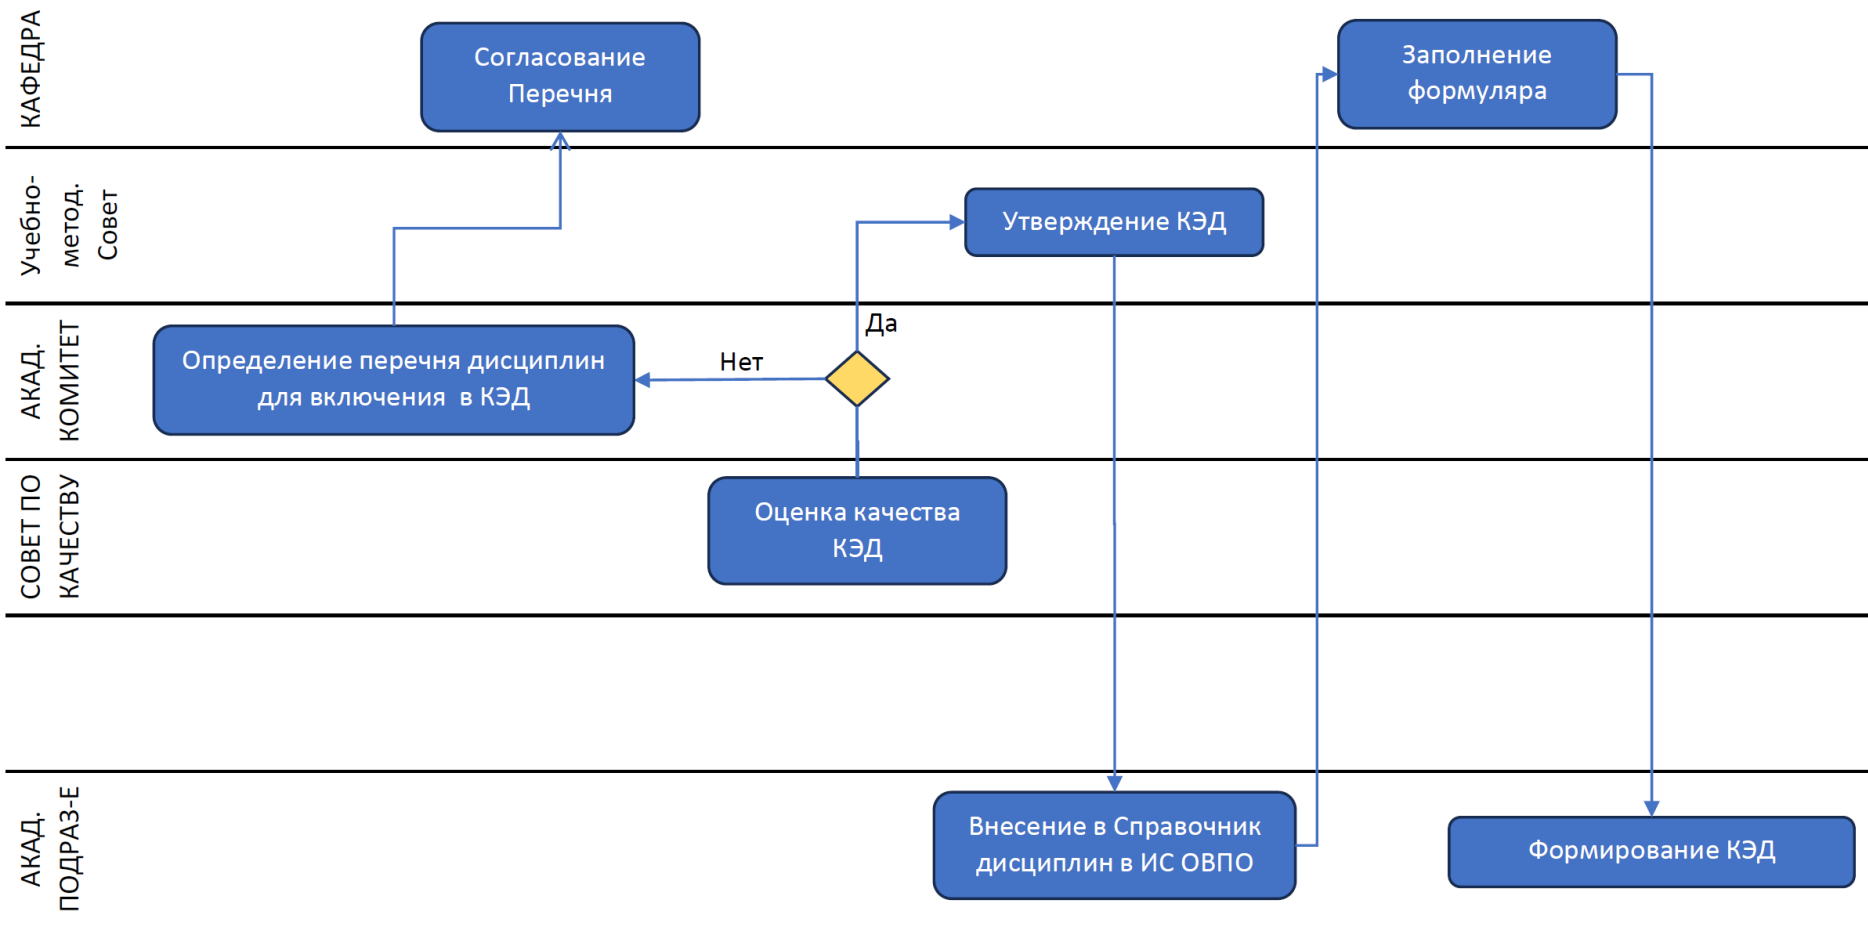 КАФЕДРА
Согласование
Перечня
Заполнение
формуляра
Учебно-
метод.
Совет
Утверждение КЭД
АКАД.
КОМИТЕТ
Определение перечня дисциплин
для включения в КЭД
Нет
Да
СОВЕТ ПО
КАЧЕСТВУ
Оценка качества
КЭД
АКАД.
ПОДРАЗ-Е
Внесение в Справочник
дисциплин в ИС ОВПО
Формирование КЭД